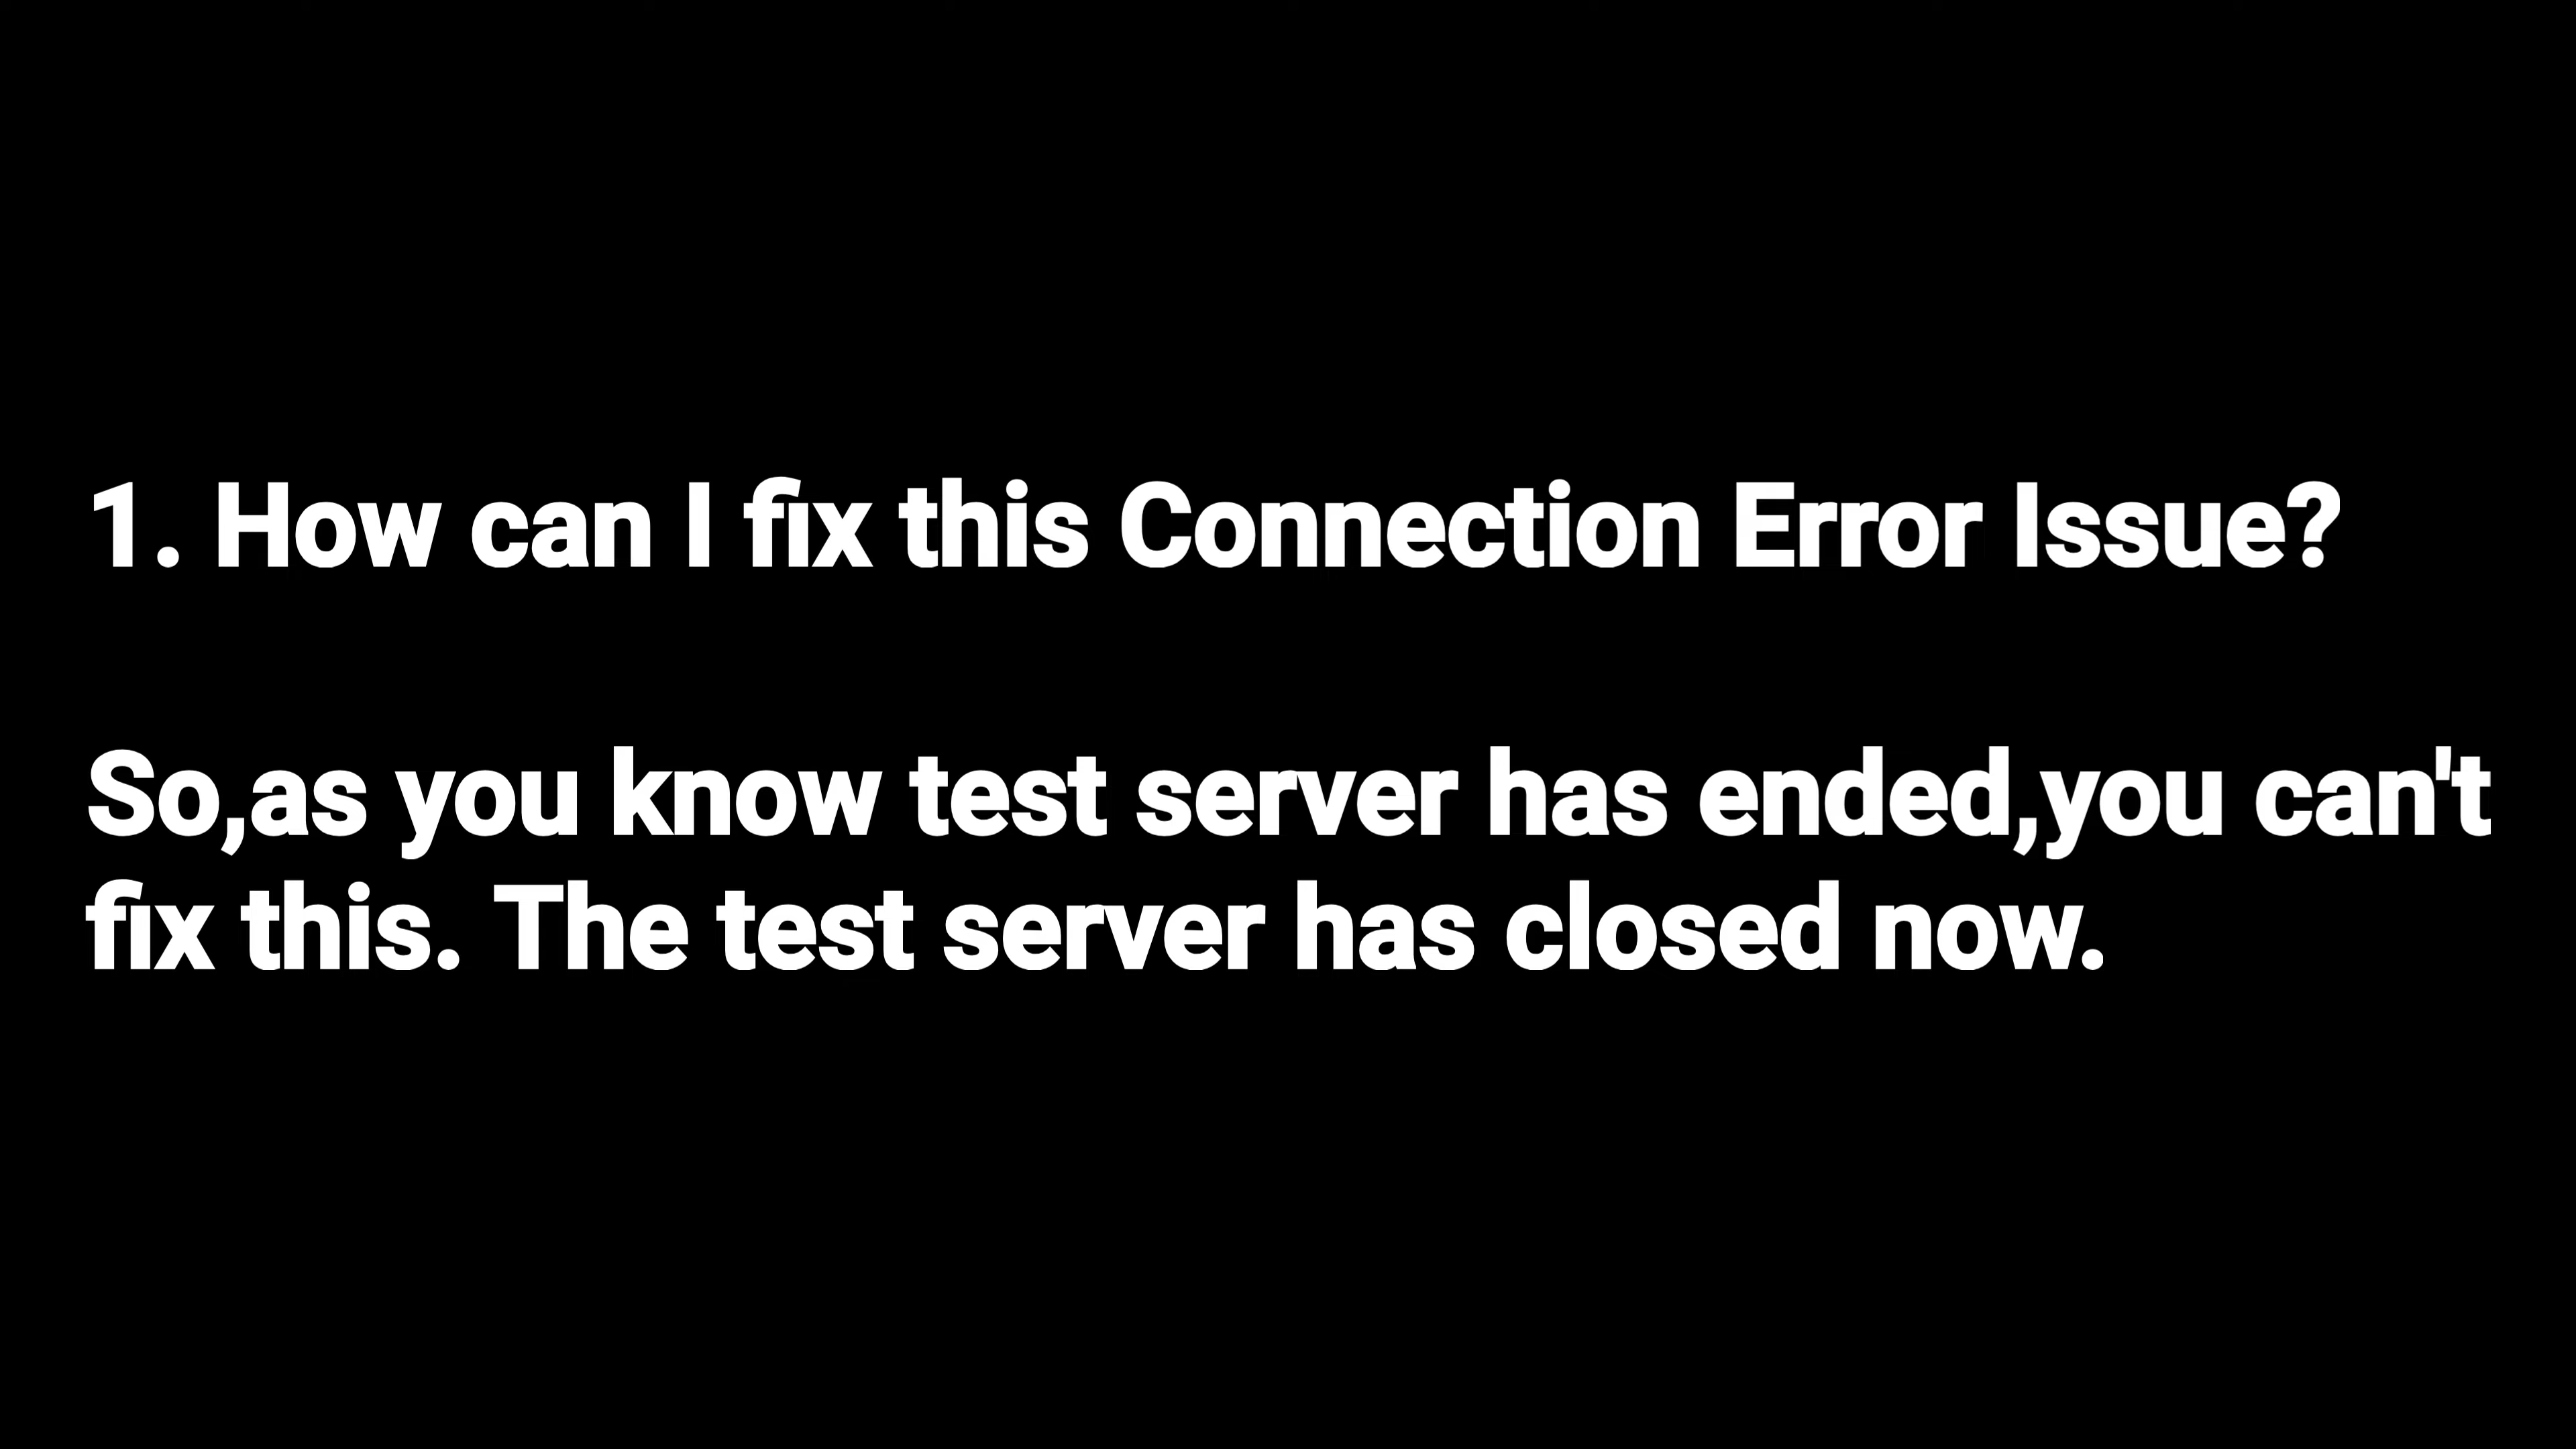 1. How can I fix this Connection Error Issue?
So,as you know test server has ended,you can't
fix this. The test server has closed now.